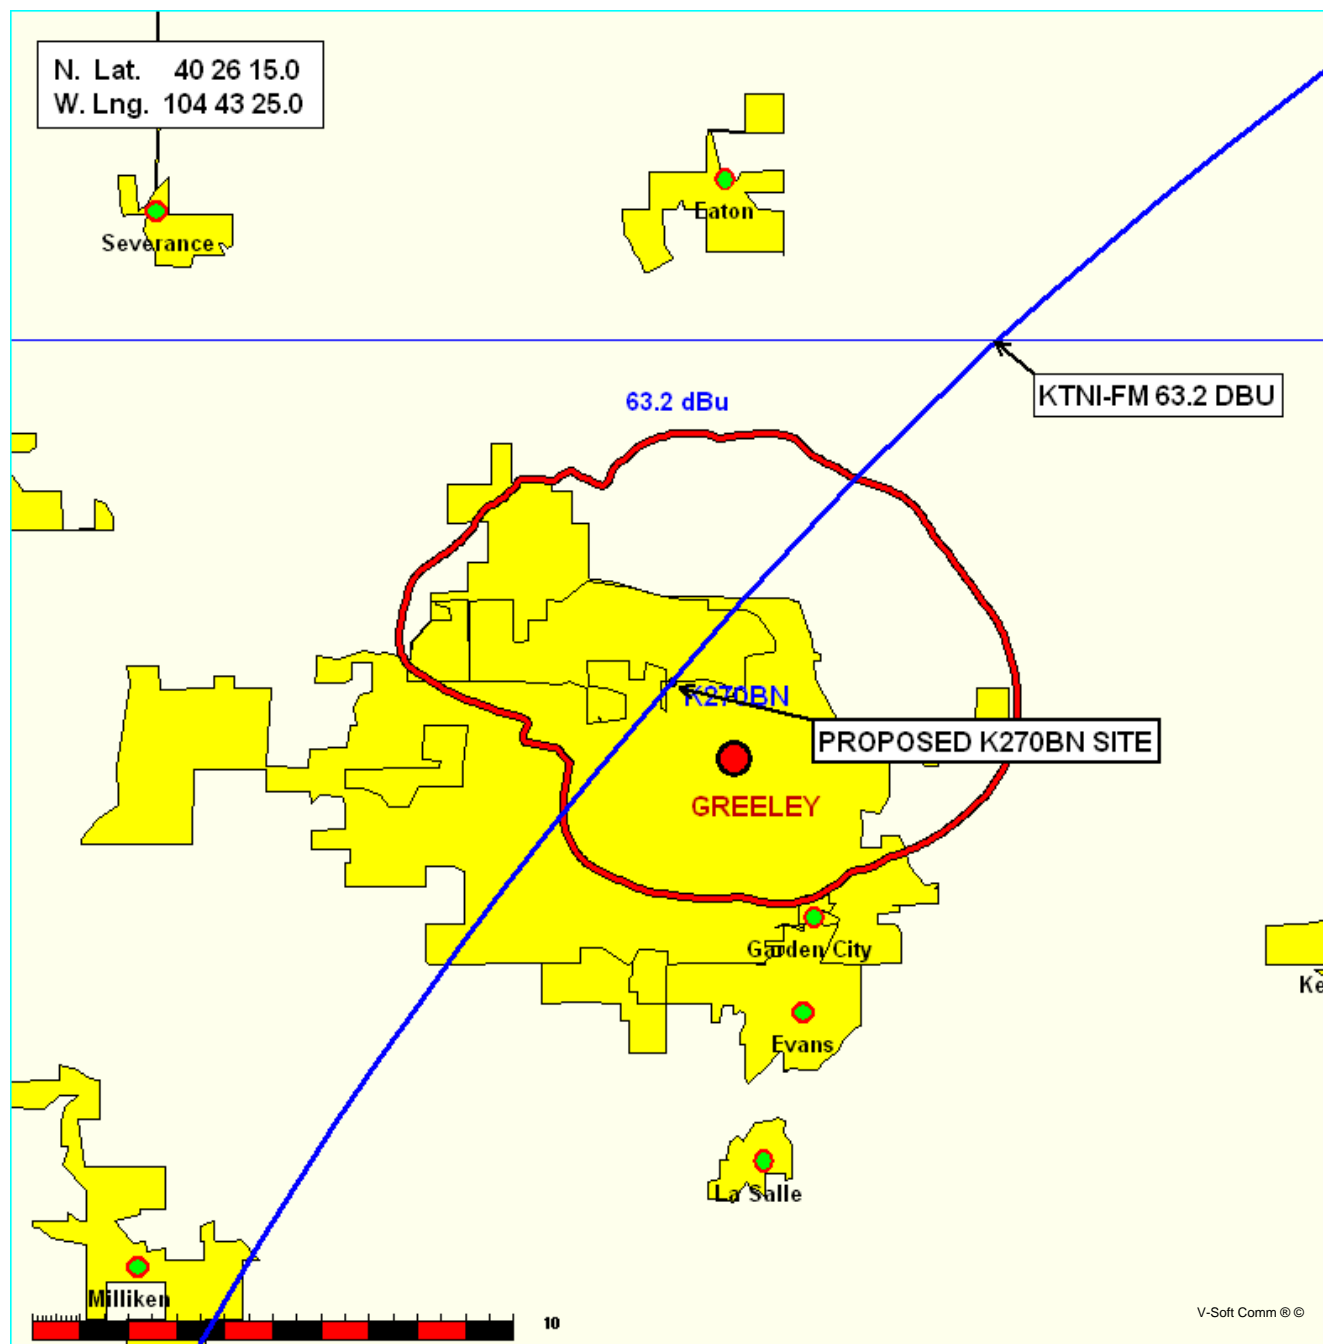 N. Lat. 40 26 15.0
W. Lng. 104 43 25.0
Eaton
Severance
KTNI-FM 63.2 DBU
63.2 dBu
K270BN
PROPOSED K270BN SITE
GREELEY
Garden City
Ke
Evans
La Salle
Milliken
10
V-Soft Comm ® ©